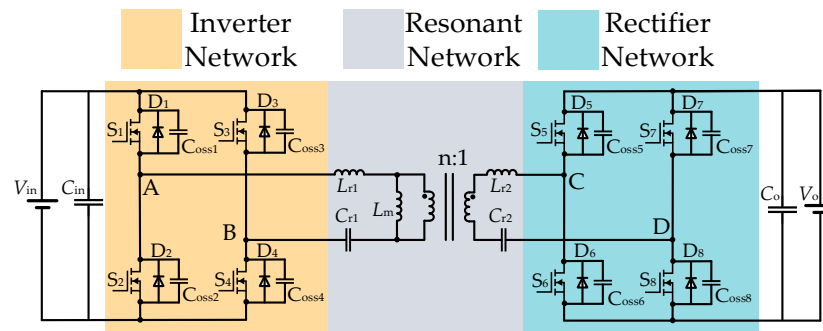 Inverter Network
Resonant Network
Rectifier Network
D1
D3
D5
D7
S1
S3
S5
S7
Coss1
Coss3
Coss5
Coss7
n:1
A
Lr1
Lr2
C
Vin
Cin
Lm
Co
Vo
B
Cr1
Cr2
D
D2
D4
D6
D8
S2
S4
S6
S8
Coss2
Coss4
Coss6
Coss8